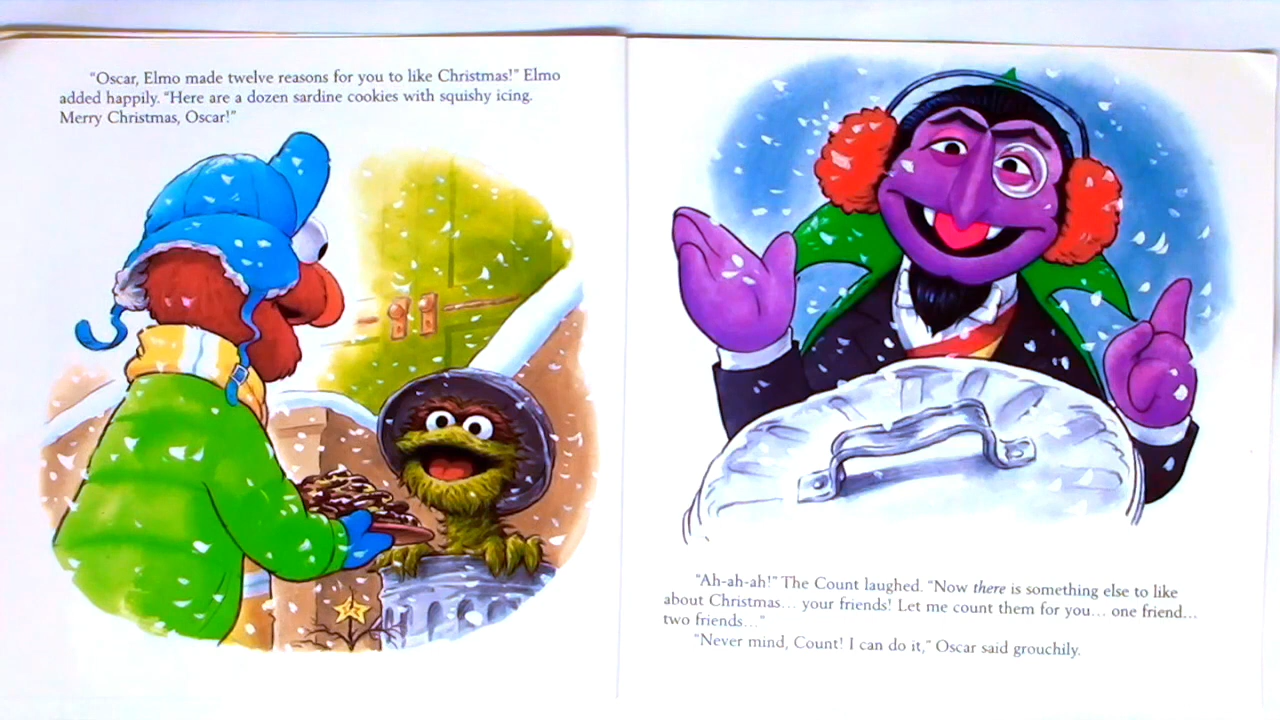 "Oscar, Elmo made twelve reasons for you to like Christmas!" Elmo
added happily. "Here are a dozen sardine cookies with squishy icing.
Merry Christmas, Oscar!"
"Ah-ah-ah!" The Count laughed. "Now there is something else to like
about Christmas... your friends! Let me count them for you... one friend...
two friends..."
"Never mind, Count! I can do it," Oscar said grouchily.